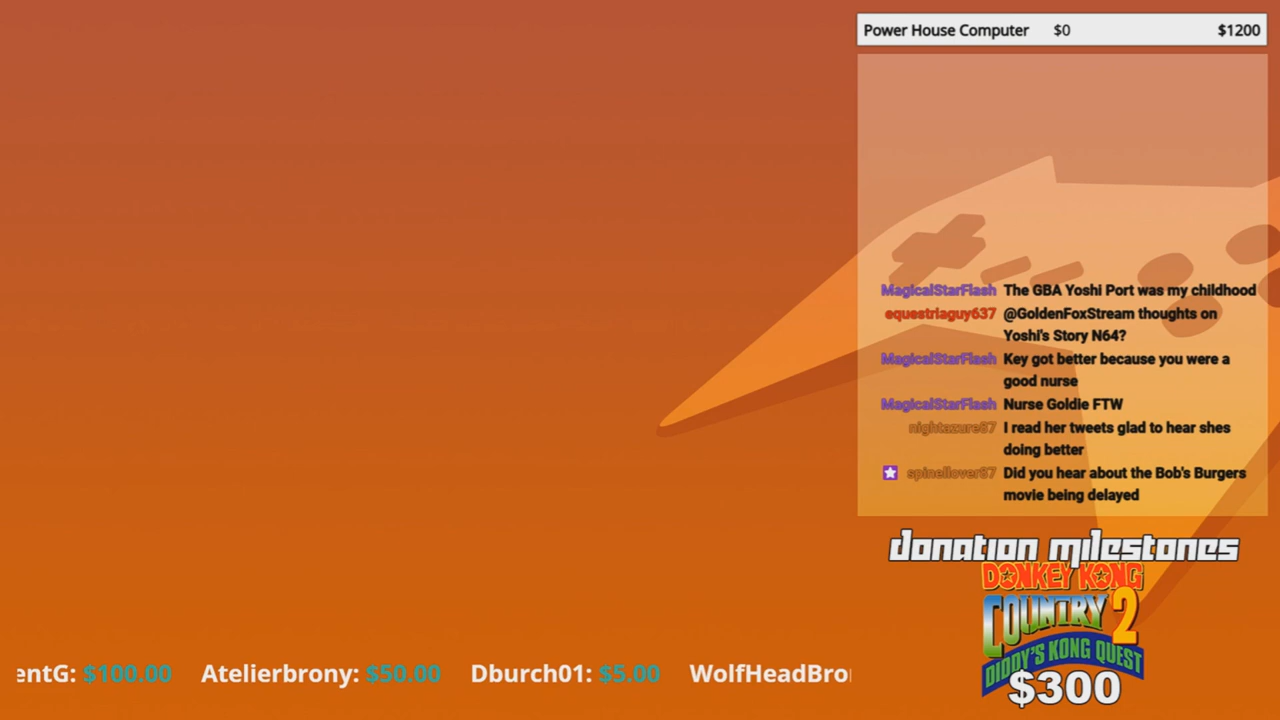 Power House Computer $0 $1200
MagicalStarFlash The GBA Yoshi Port was my childhood
equestriaguy637 @GoldenFoxStream thoughts on
Yoshi's Story N64?
MagicalStarFlash Key got better because you were a
good nurse
MagicalStarFlash Nurse Goldie FTW
nightazure87 I read her tweets glad to hear shes
doing better
spinellover87 Did you hear about the Bob's Burgers
movie being delayed
donation milestones
DONKEY KONG
COUNTRY 2
DIDDY'S KONG QUEST
$300
entG: $100.00 Atelierbrony: $50.00 Dburch01: $5.00 WolfHeadBro